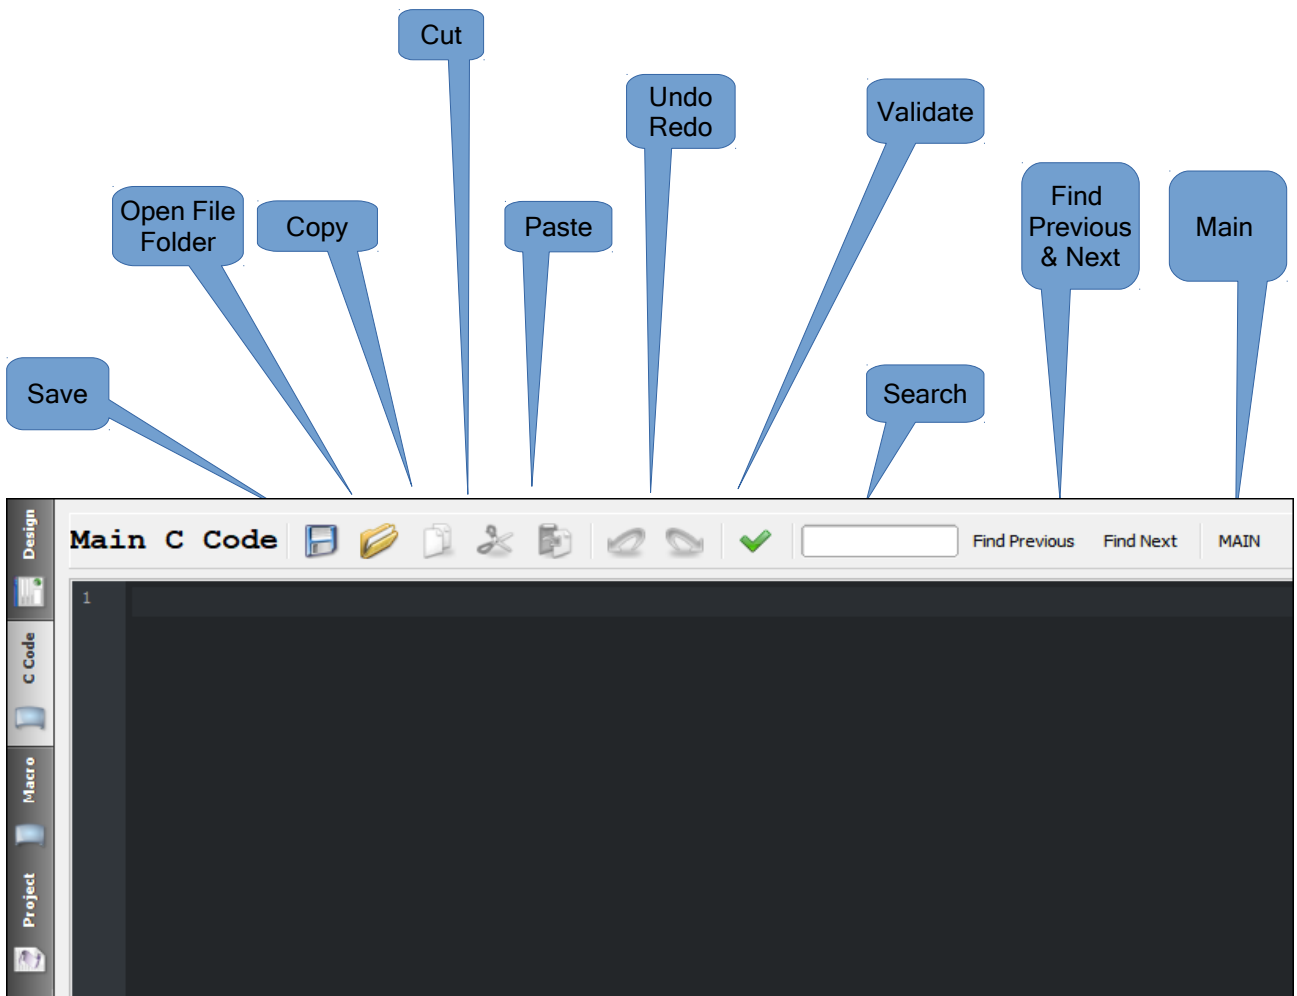 Cut
Undo
Redo
Validate
Open File
Folder
Copy
Paste
Find
Previous
& Next
Main
Save
Search
Design
C Code
Macro
Project
Main C Code
Find Previous
Find Next
MAIN
1